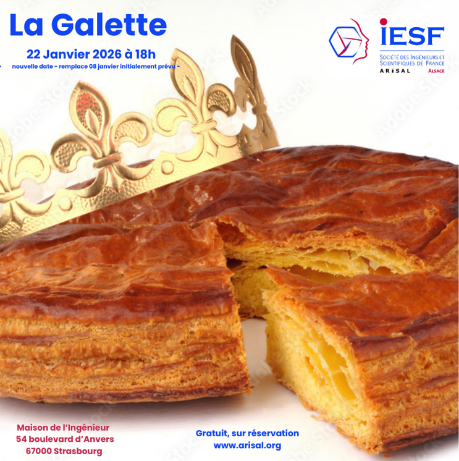 La Galette
22 Janvier 2026 à 18h
- nouvelle date - remplace 08 janvier initialement prévu -
iESF
SOCIÉTÉ DES INGÉNIEURS ET
SCIENTIFIQUES DE FRANCE
ARISAL ALSACE
Maison de l'Ingénieur
54 boulevard d'Anvers
67000 Strasbourg
Gratuit, sur réservation
www.arisal.org